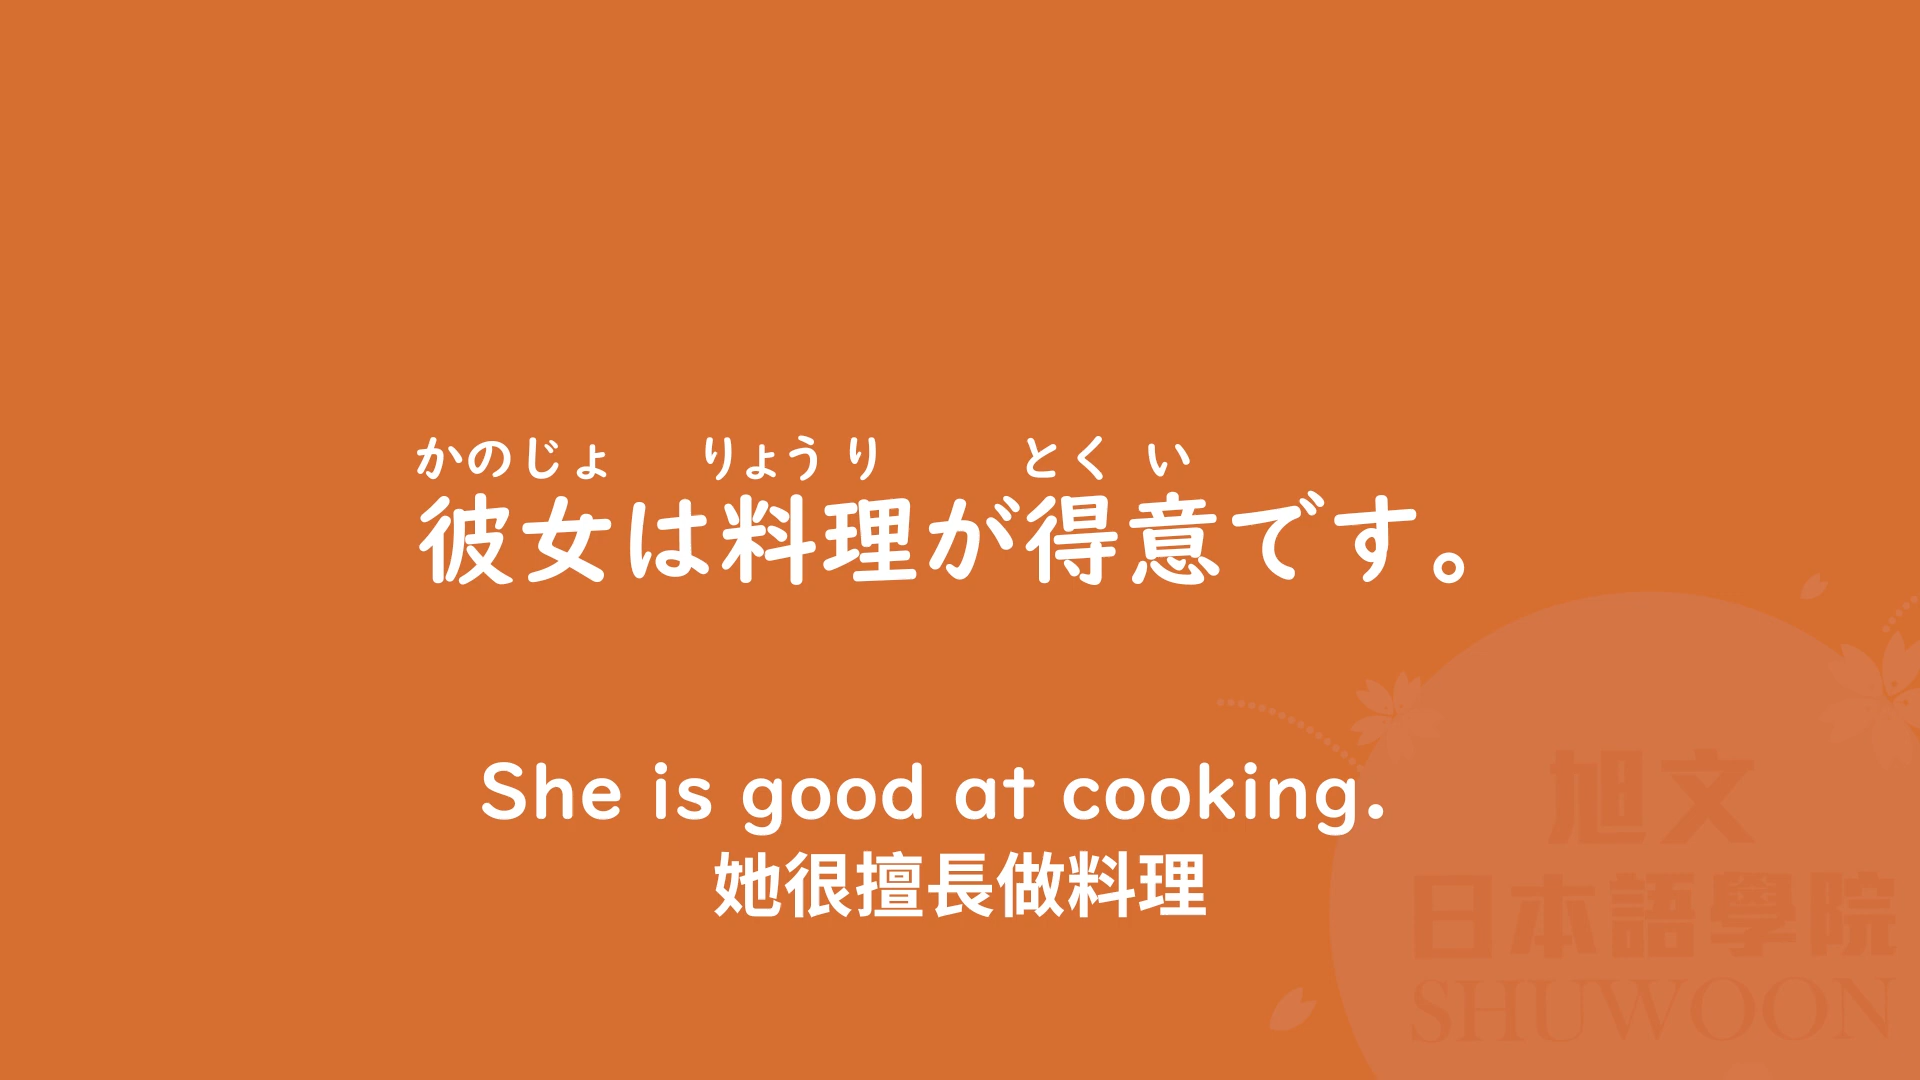 かのじょ りょうり とくい
彼女は料理が得意です。
She is good at cooking.
她很擅長做料理
旭文
日本語學院
SHUWOON